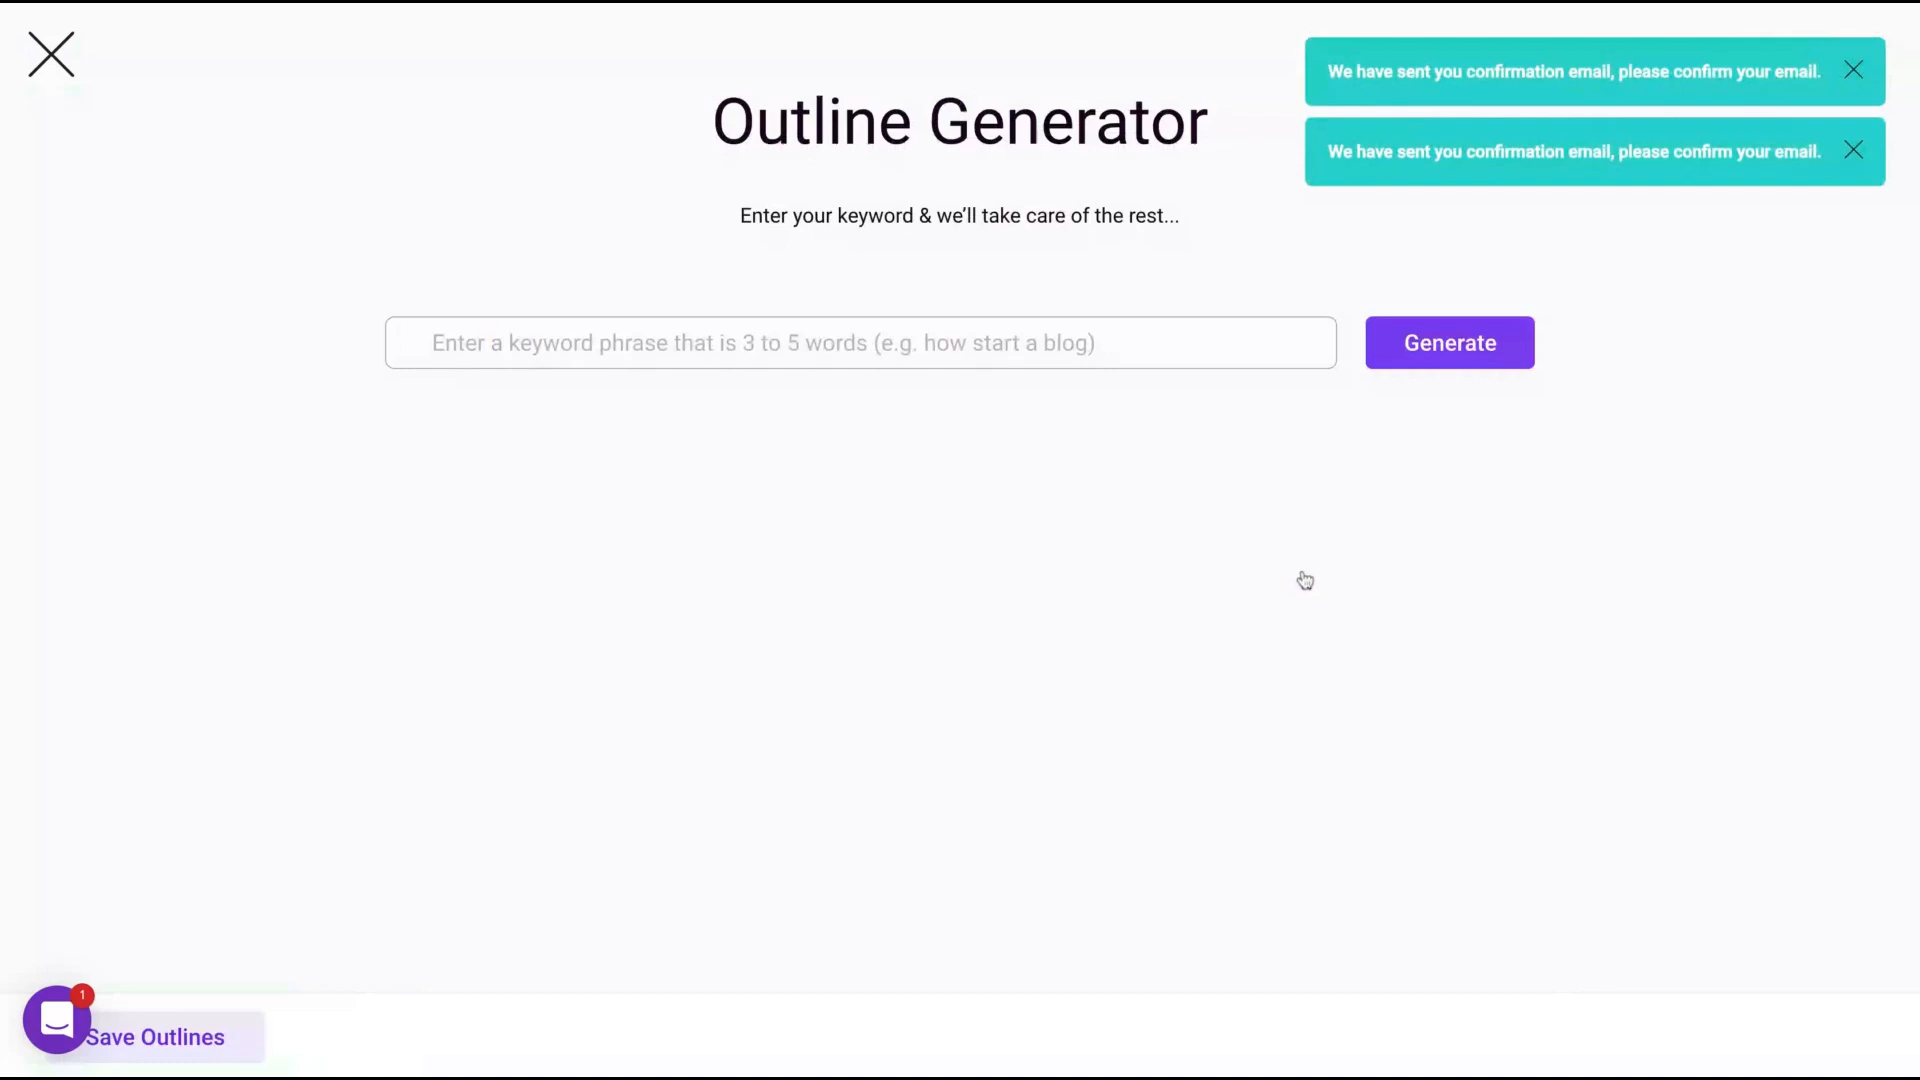 We have sent you confirmation email, please confirm your email.
Outline Generator
We have sent you confirmation email, please confirm your email.
Enter your keyword & we'll take care of the rest...
Enter a keyword phrase that is 3 to 5 words (e.g. how start a blog)
Generate
1
Save Outlines